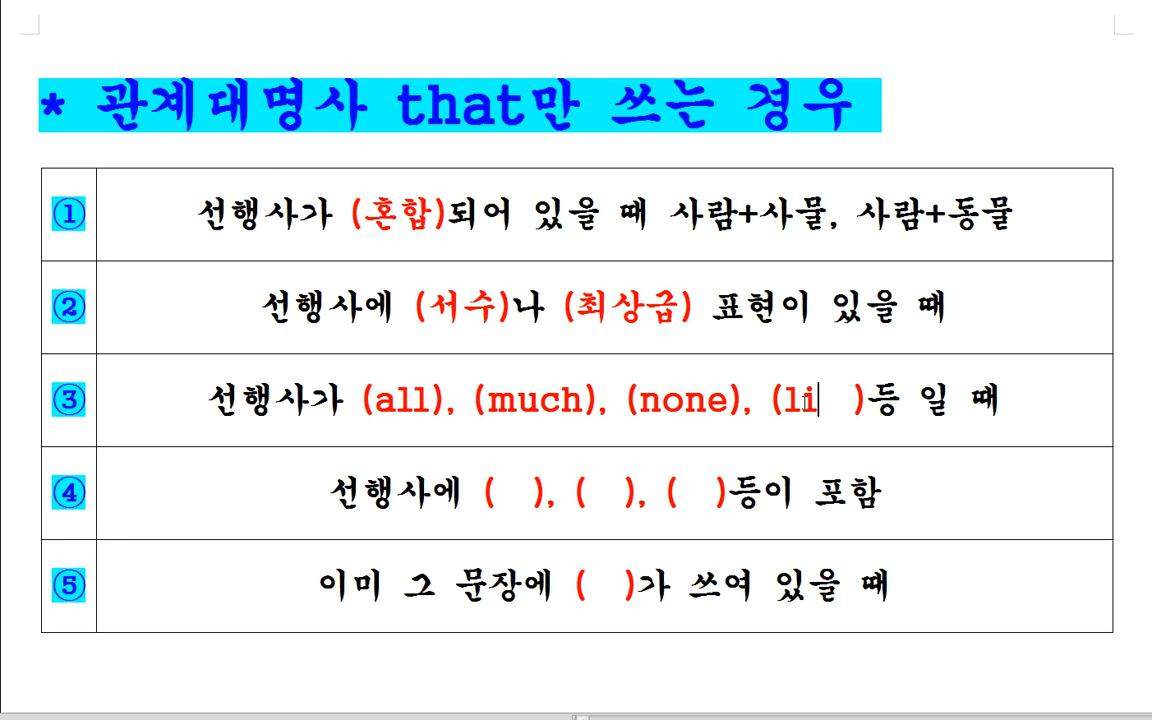 * 관계대명사 that만 쓰는 경우
① 선행사가 (혼합)되어 있을 때 사람+사물, 사람+동물
② 선행사에 (서수)나 (최상급) 표현이 있을 때
③ 선행사가 (all), (much), (none), (li )등 일 때
④ 선행사에 ( ), ( ), ( )등이 포함
⑤ 이미 그 문장에 ( )가 쓰여 있을 때